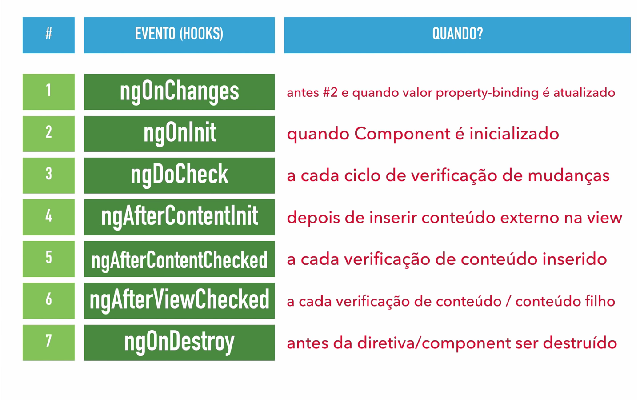 # EVENTO (HOOKS) QUANDO?
1 ngOnChanges antes #2 e quando valor property-binding é atualizado
2 ngOnInit quando Component é inicializado
3 ngDoCheck a cada ciclo de verificação de mudanças
4 ngAfterContentInit depois de inserir conteúdo externo na view
5 ngAfterContentChecked a cada verificação de conteúdo inserido
6 ngAfterViewChecked a cada verificação de conteúdo / conteúdo filho
7 ngOnDestroy antes da diretiva/component ser destruído